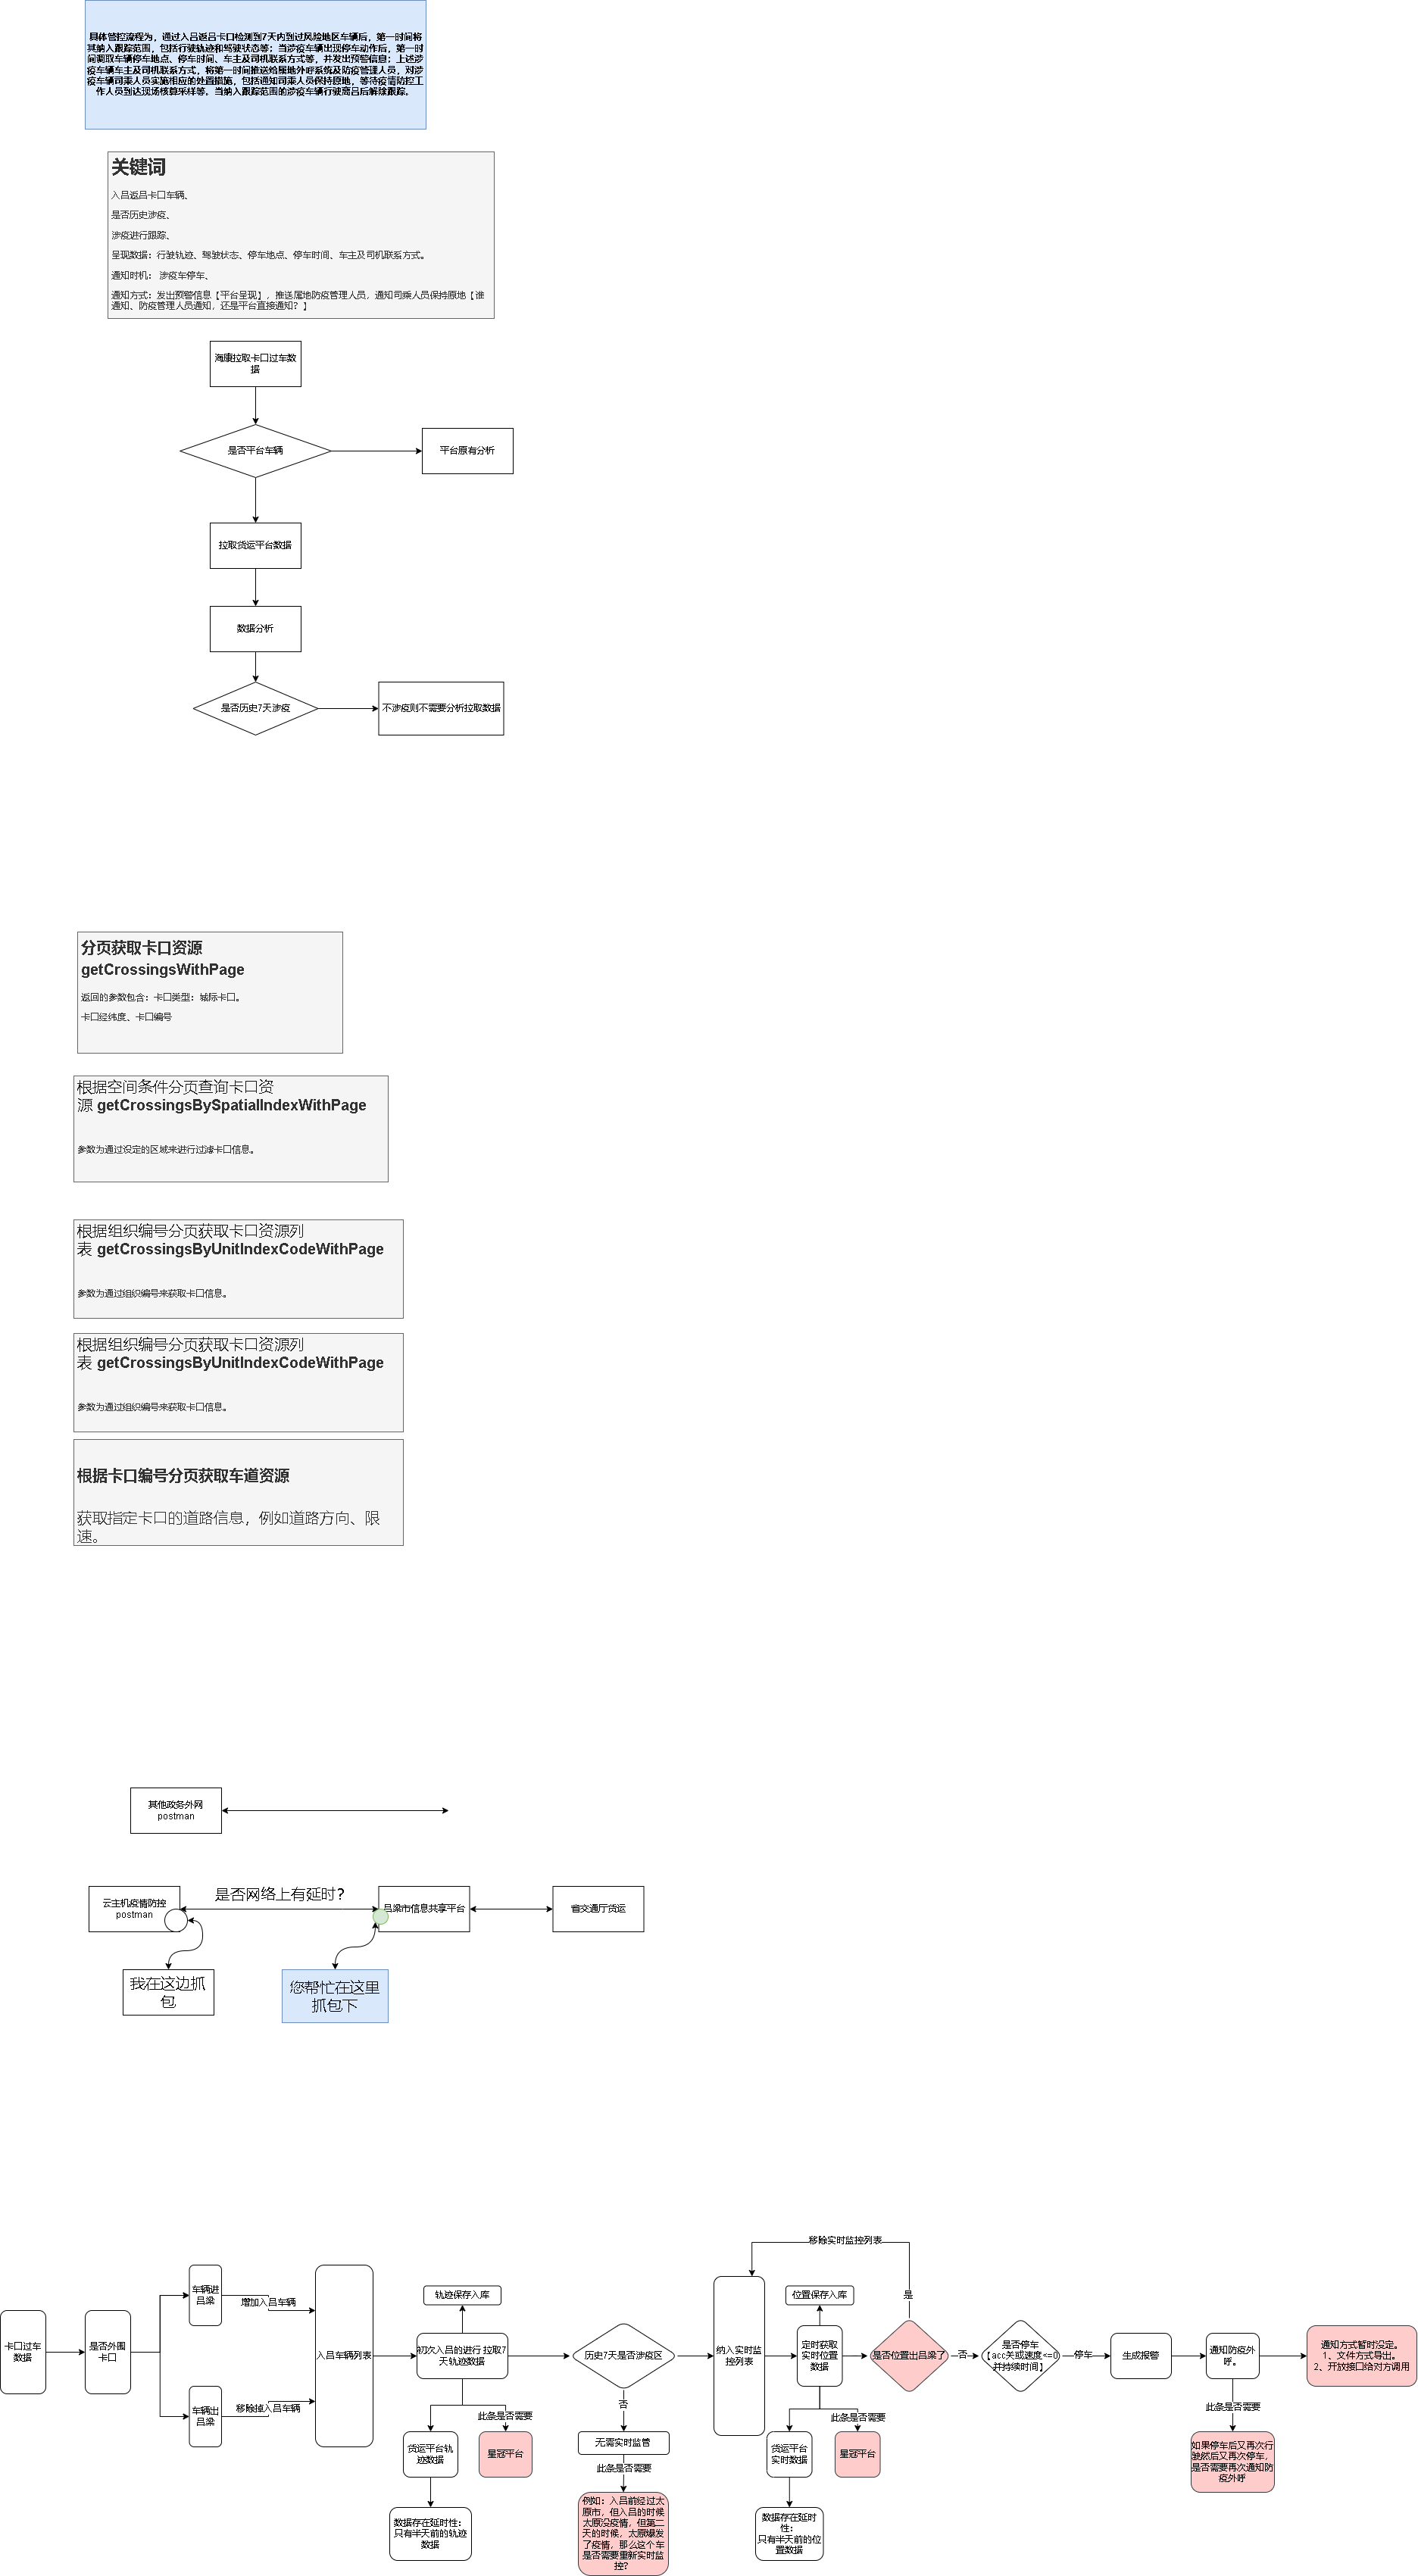 具体管控流程为，通过入吕返吕卡口检测到7天内到过风险地区车辆后，第一时间将
其纳入跟踪范围，包括行驶轨迹和驾驶状态等；当涉疫车辆出现停车动作后，第一时
间调取车辆停车地点、停车时间、车主及司机联系方式等，并发出预警信息；上述涉
疫车辆车主及司机联系方式，将第一时间推送给属地外呼系统及防疫管理人员，对涉
疫车辆司乘人员实施相应的处置措施，包括通知司乘人员保持原地，等待疫情防控工
作人员到达现场核算采样等。当纳入跟踪范围的涉疫车辆行驶离吕后解除跟踪。
关键词
入吕返吕卡口车辆、
是否历史涉疫、
涉疫进行跟踪、
呈现数据：行驶轨迹、驾驶状态、停车地点、停车时间、车主及司机联系方式。
通知时机： 涉疫车停车、
通知方式：发出预警信息【平台呈现】，推送属地防疫管理人员，通知司乘人员保持原地【谁
通知、防疫管理人员通知，还是平台直接通知？】
海康拉取卡口过车数
据
是否平台车辆
平台原有分析
拉取货运平台数据
数据分析
是否历史7天涉疫
不涉疫则不需要分析拉取数据
分页获取卡口资源
getCrossingsWithPage
返回的参数包含：卡口类型：城际卡口。
卡口经纬度、卡口编号
根据空间条件分页查询卡口资
源 getCrossingsBySpatialIndexWithPage
参数为通过设定的区域来进行过滤卡口信息。
根据组织编号分页获取卡口资源列
表 getCrossingsByUnitIndexCodeWithPage
参数为通过组织编号来获取卡口信息。
根据组织编号分页获取卡口资源列
表 getCrossingsByUnitIndexCodeWithPage
参数为通过组织编号来获取卡口信息。
根据卡口编号分页获取车道资源
获取指定卡口的道路信息，例如道路方向、限
速。
其他政务外网
postman
云主机疫情防控
postman
是否网络上有延时？
吕梁市信息共享平台
省交通厅货运
我在这边抓
包
您帮忙在这里
抓包下
卡口过车
数据
是否外围
卡口
车辆进
吕梁
增加入吕车辆
车辆出
吕梁
移除掉入吕车辆
入吕车辆列表
轨迹保存入库
初次入吕的进行 拉取7
天轨迹数据
此条是否需要
货运平台轨
迹数据
星冠平台
数据存在延时性：
只有半天前的轨迹
数据
历史7天是否涉疫区
否
无需实时监管
此条是否需要
例如：入吕前经过太
原市，但入吕的时候
太原没疫情，但第二
天的时候，太原爆发
了疫情，那么这个车
是否需要重新实时监
控？
移除实时监控列表
纳入实时监
控列表
位置保存入库
定时获取
实时位置
数据
此条是否需要
货运平台
实时数据
星冠平台
数据存在延时
性：
只有半天前的位
置数据
是
是否位置出吕梁了
否
是否停车
【acc关或速度<=0
并持续时间】
停车
生成报警
通知防疫外
呼。
此条是否需要
如果停车后又再次行
驶然后又再次停车，
是否需要再次通知防
疫外呼
通知方式暂时没定。
1、文件方式导出。
2、开放接口给对方调用